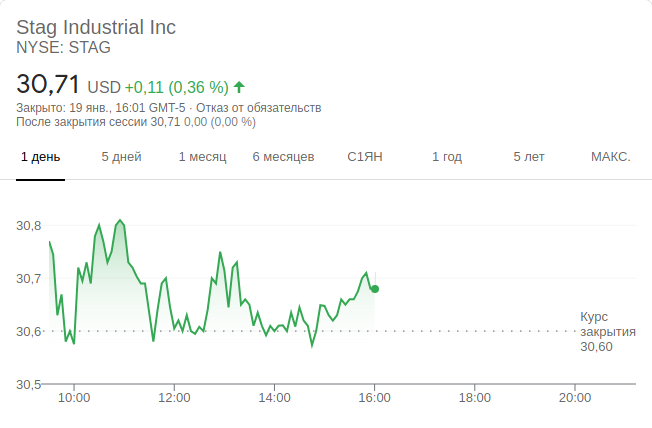 Stag Industrial Inc
NYSE: STAG
30,71 USD +0,11 (0,36 %)
Закрыто: 19 янв., 16:01 GMT-5 · Отказ от обязательств
После закрытия сессии 30,71 0,00 (0,00 %)
1 день 5 дней 1 месяц 6 месяцев С1ЯН 1 год 5 лет МАКС.
30,8
30,7
30,6
30,5
Курс
закрытия
30,60
10:00 12:00 14:00 16:00 18:00 20:00